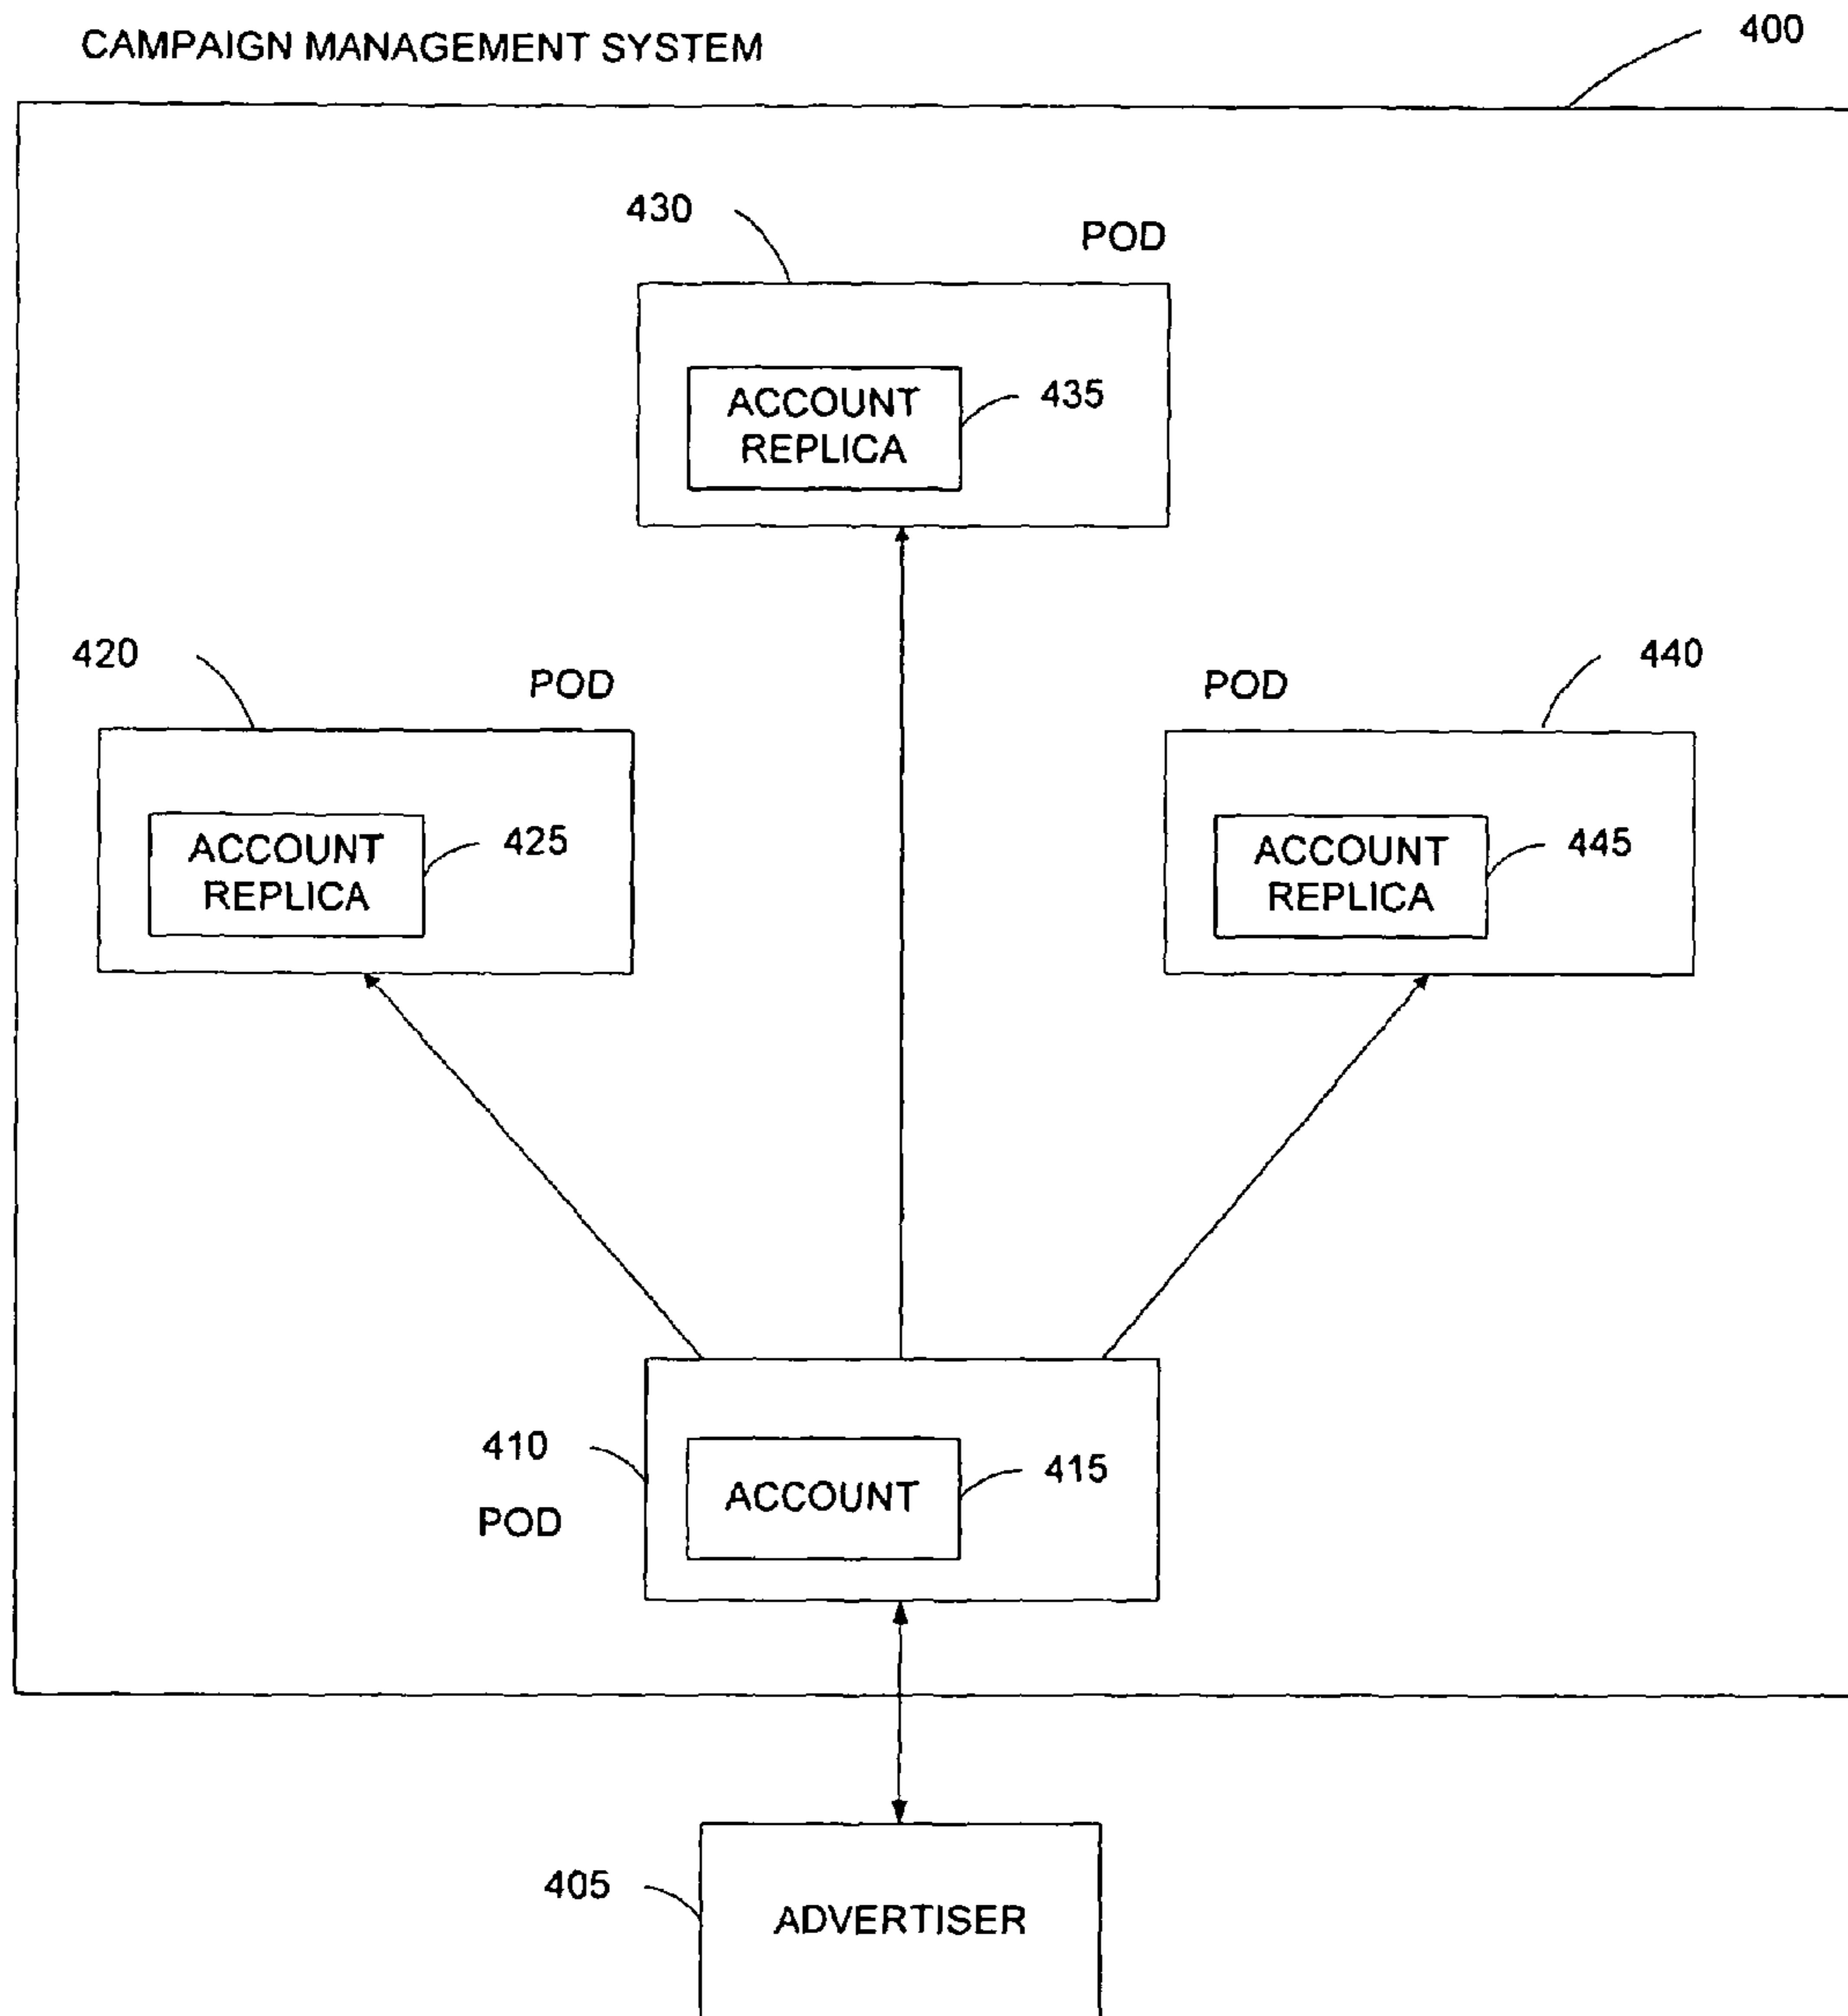 CAMPAIGN MANAGEMENT SYSTEM
400
430
POD
ACCOUNT
REPLICA
435
420
POD
POD
440
ACCOUNT
REPLICA
425
ACCOUNT
REPLICA
445
410
POD
ACCOUNT
415
405
ADVERTISER